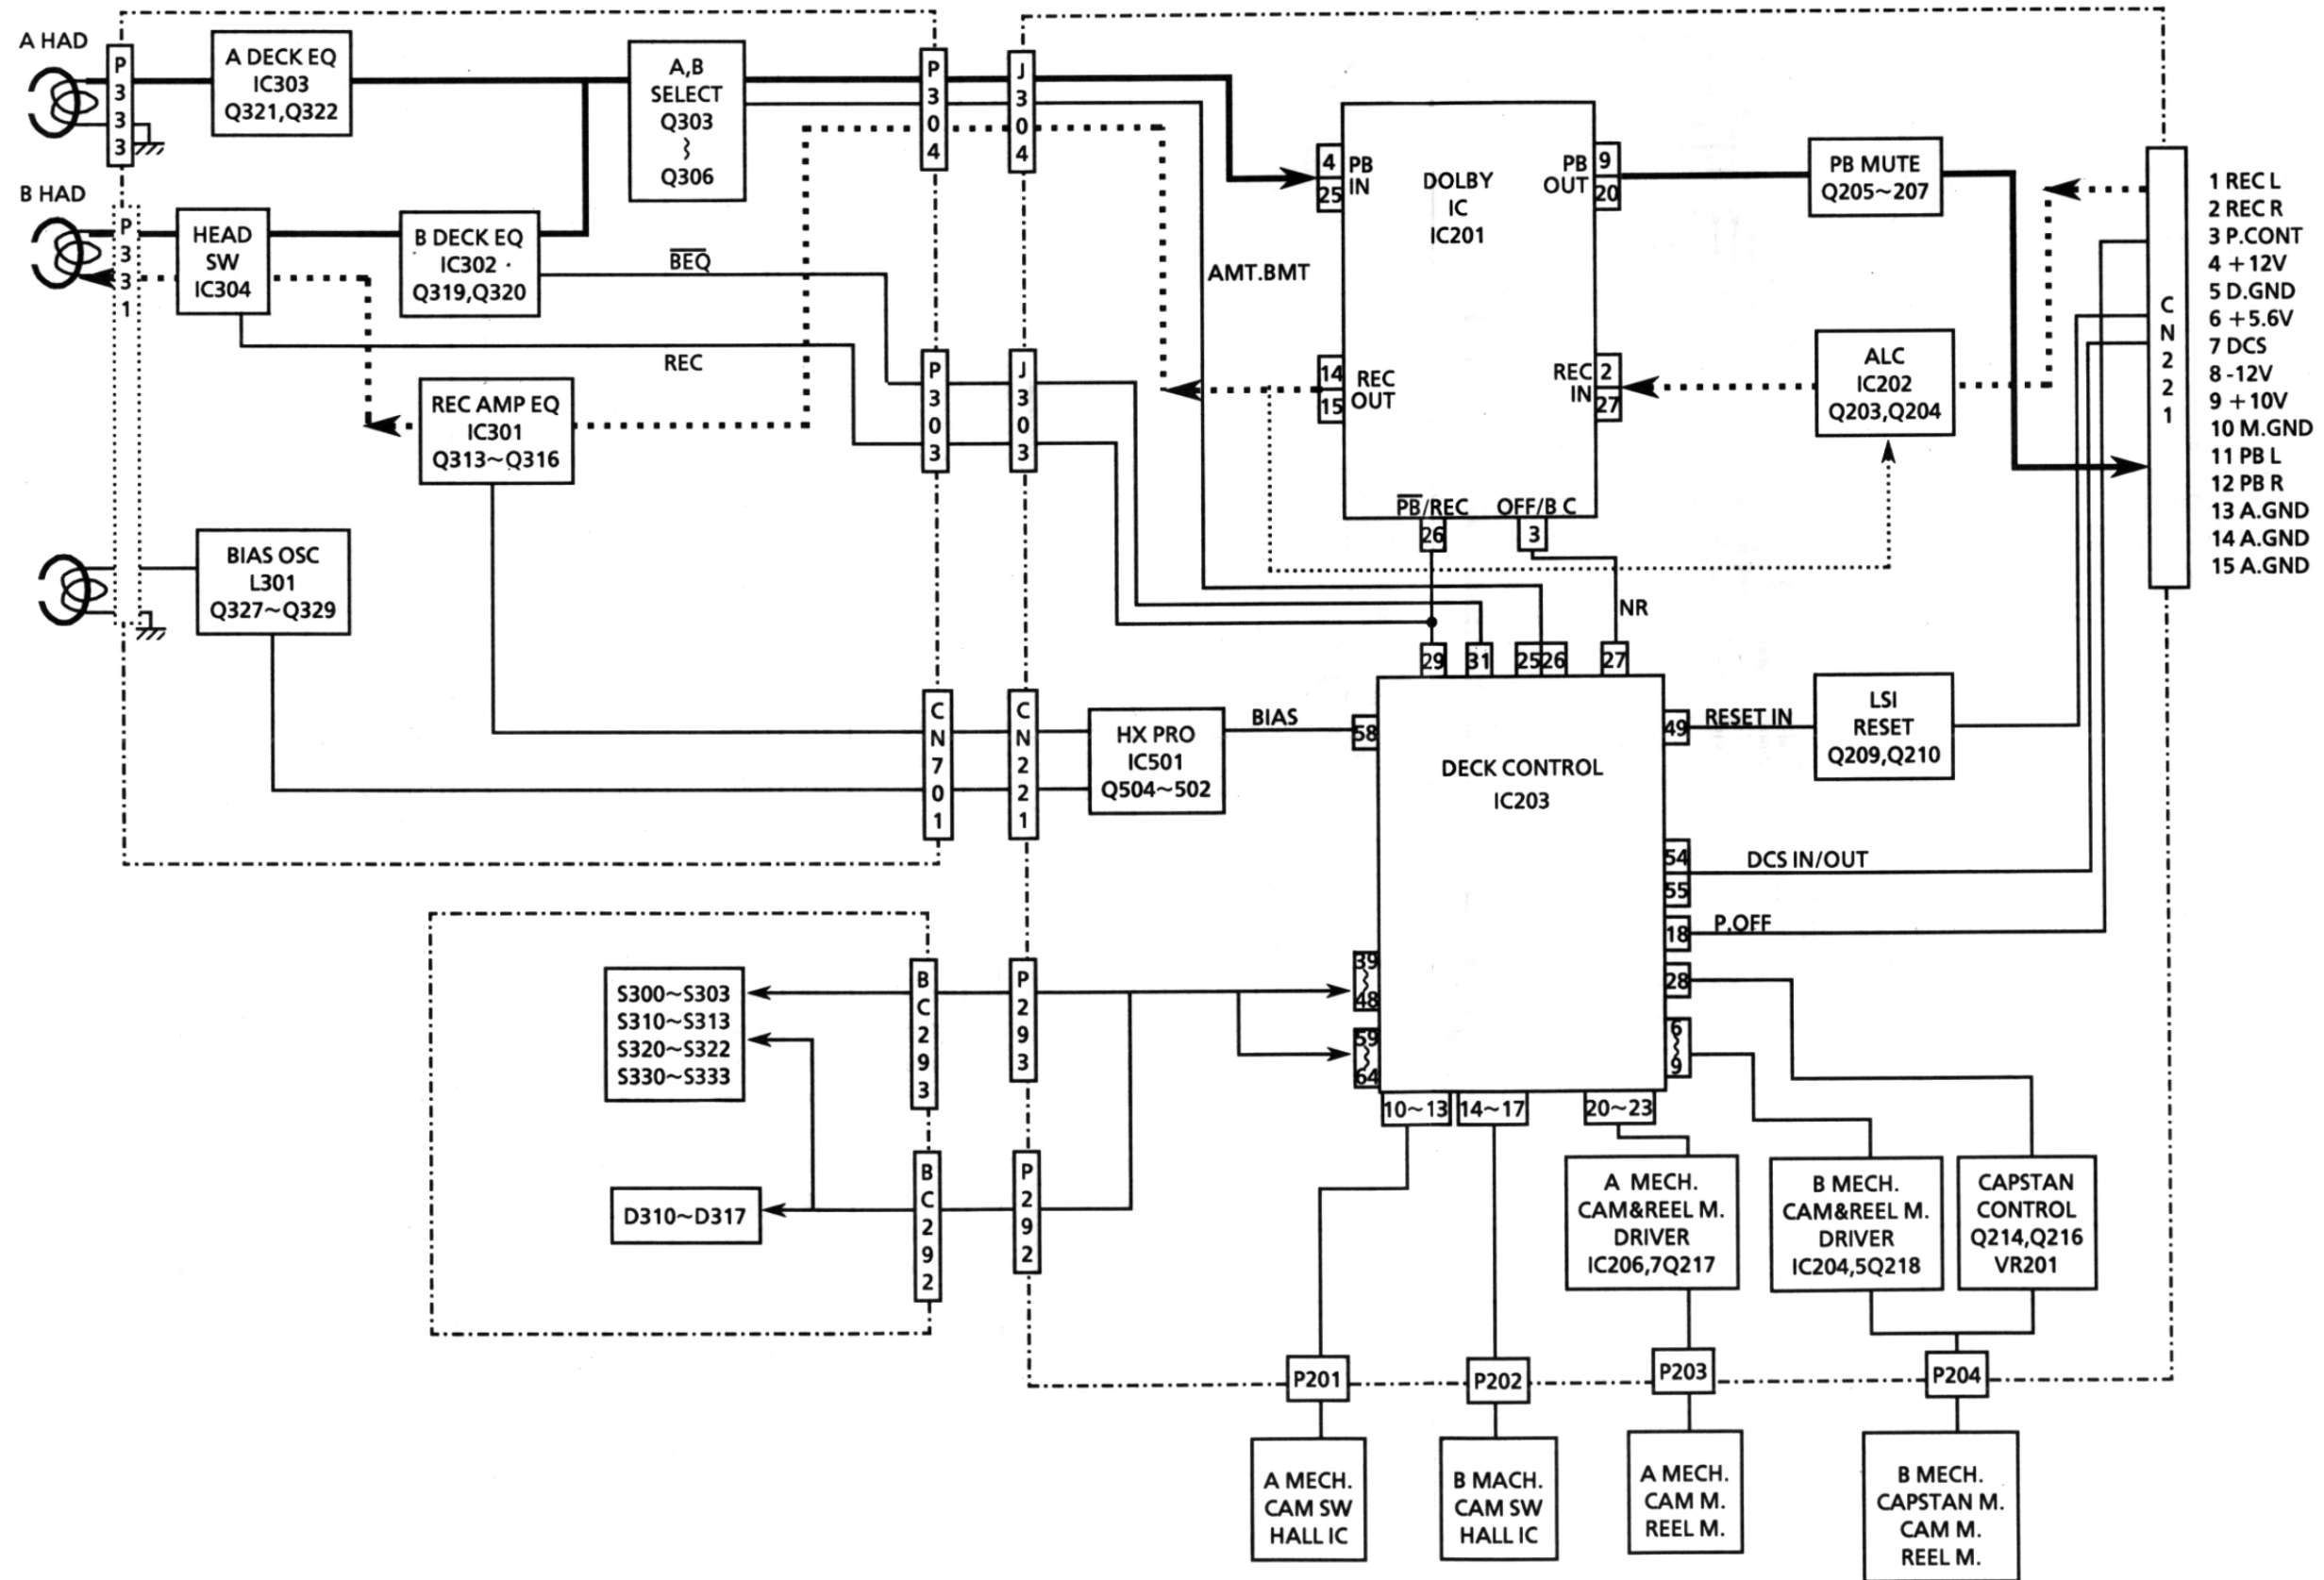 A HAD
P333
A DECK EQ
IC303
Q321,Q322
A,B
SELECT
Q303
~
Q306
P304
J304
B HAD
P331
HEAD
SW
IC304
B DECK EQ
IC302
Q319,Q320
BEQ
REC
REC AMP EQ
IC301
Q313~Q316
P303
J303
AMT.BMT
BIAS OSC
L301
Q327~Q329
CN701
CN221
HX PRO
IC501
Q504~502
BIAS
4
25
PB
IN
DOLBY
IC
IC201
PB
OUT
9
20
14
15
REC
OUT
REC
IN
2
27
PB/REC
OFF/B C
26
3
NR
PB MUTE
Q205~207
ALC
IC202
Q203,Q204
CN221
1 REC L
2 REC R
3 P.CONT
4 +12V
5 D.GND
6 +5.6V
7 DCS
8 -12V
9 +10V
10 M.GND
11 PB L
12 PB R
13 A.GND
14 A.GND
15 A.GND
29
31
25
26
27
58
DECK CONTROL
IC203
49
RESET IN
LSI
RESET
Q209,Q210
54
55
DCS IN/OUT
18
P.OFF
28
6~9
39~48
59~64
10~13
14~17
20~23
S300~S303
S310~S313
S320~S322
S330~S333
BC293
P293
D310~D317
BC292
P292
A MECH.
CAM&REEL M.
DRIVER
IC206,7Q217
B MECH.
CAM&REEL M.
DRIVER
IC204,5Q218
CAPSTAN
CONTROL
Q214,Q216
VR201
P201
P202
P203
P204
A MECH.
CAM SW
HALL IC
B MACH.
CAM SW
HALL IC
A MECH.
CAM M.
REEL M.
B MECH.
CAPSTAN M.
CAM M.
REEL M.